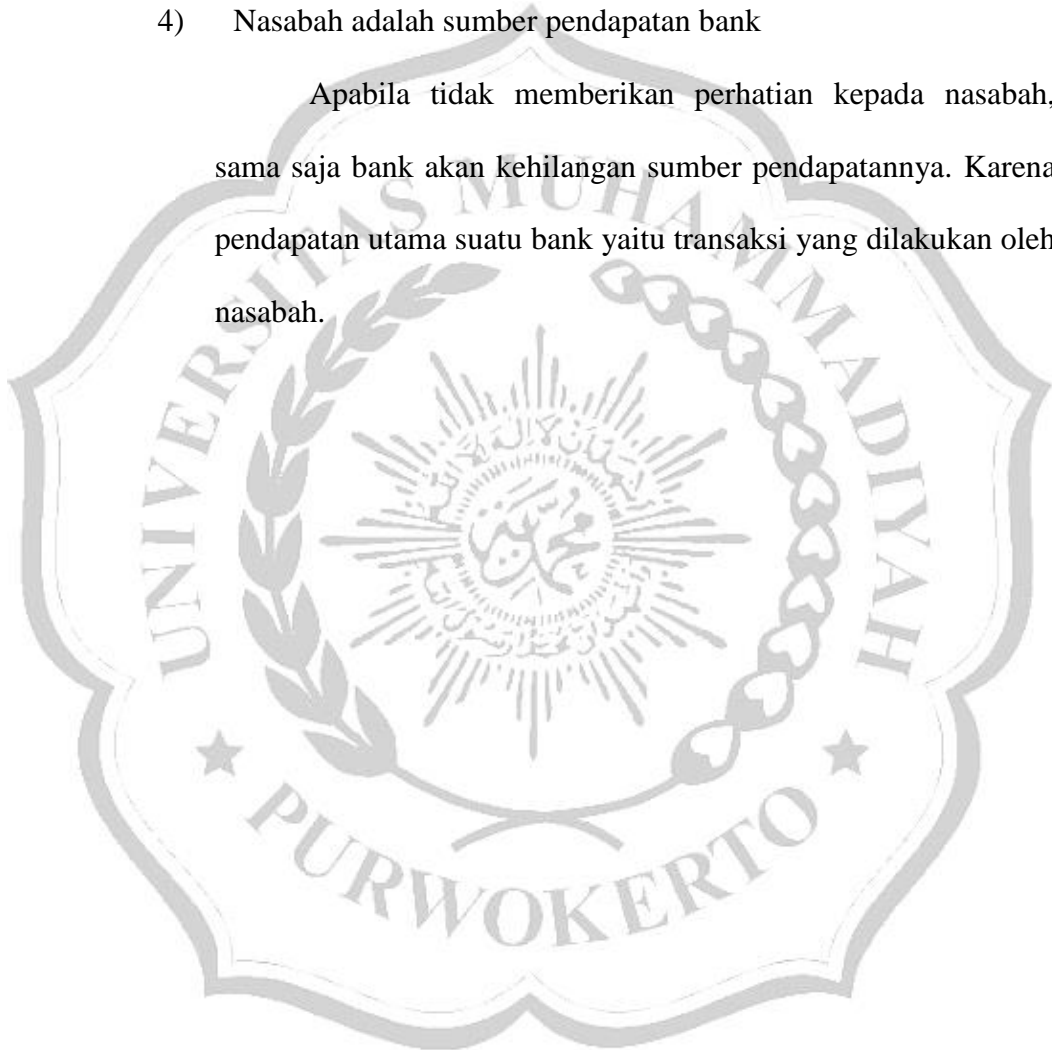 4) Nasabah adalah sumber pendapatan bank
Apabila tidak memberikan perhatian kepada nasabah,
sama saja bank akan kehilangan sumber pendapatannya. Karena
pendapatan utama suatu bank yaitu transaksi yang dilakukan oleh
nasabah.
UNIVERSITAS MUHAMMADIYAH
PURWOKERTO